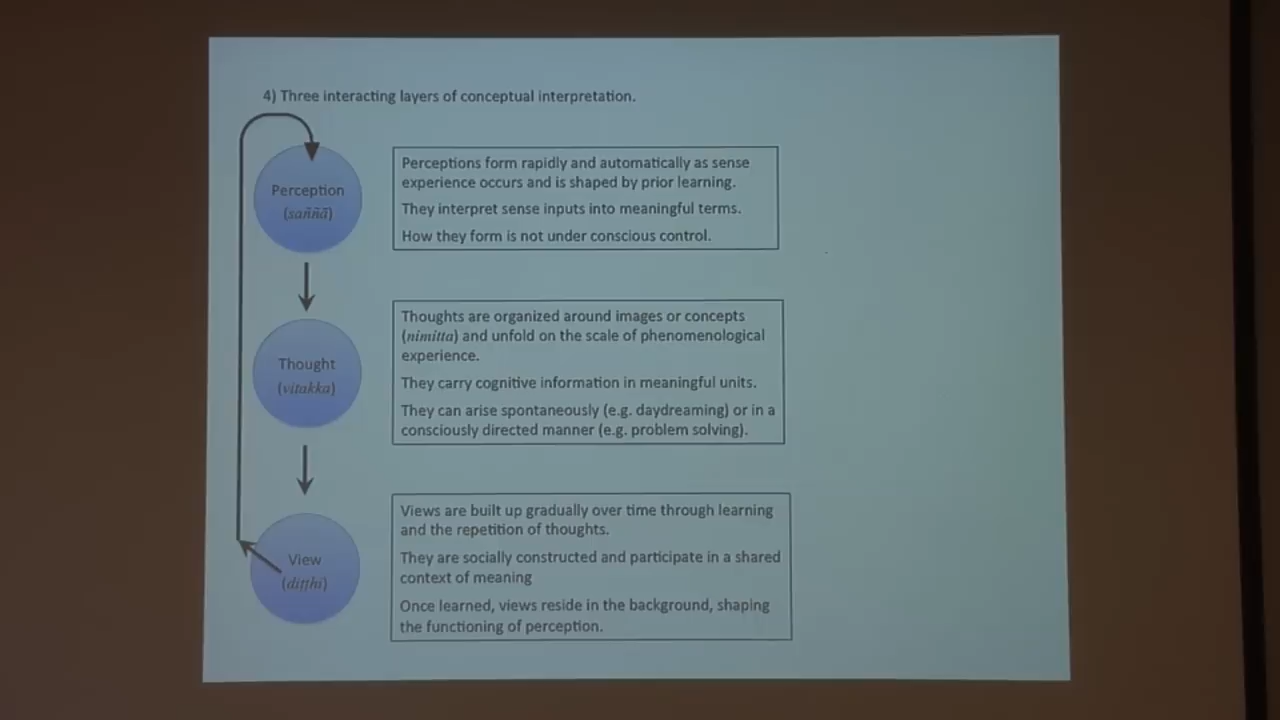 4) Three interacting layers of conceptual interpretation.
Perception
(saññā)
Perceptions form rapidly and automatically as sense
experience occurs and is shaped by prior learning.
They interpret sense inputs into meaningful terms.
How they form is not under conscious control.
Thought
(vitakka)
Thoughts are organized around images or concepts
(nimitta) and unfold on the scale of phenomenological
experience.
They carry cognitive information in meaningful units.
They can arise spontaneously (e.g. daydreaming) or in a
consciously directed manner (e.g. problem solving).
View
(diṭṭhi)
Views are built up gradually over time through learning
and the repetition of thoughts.
They are socially constructed and participate in a shared
context of meaning
Once learned, views reside in the background, shaping
the functioning of perception.